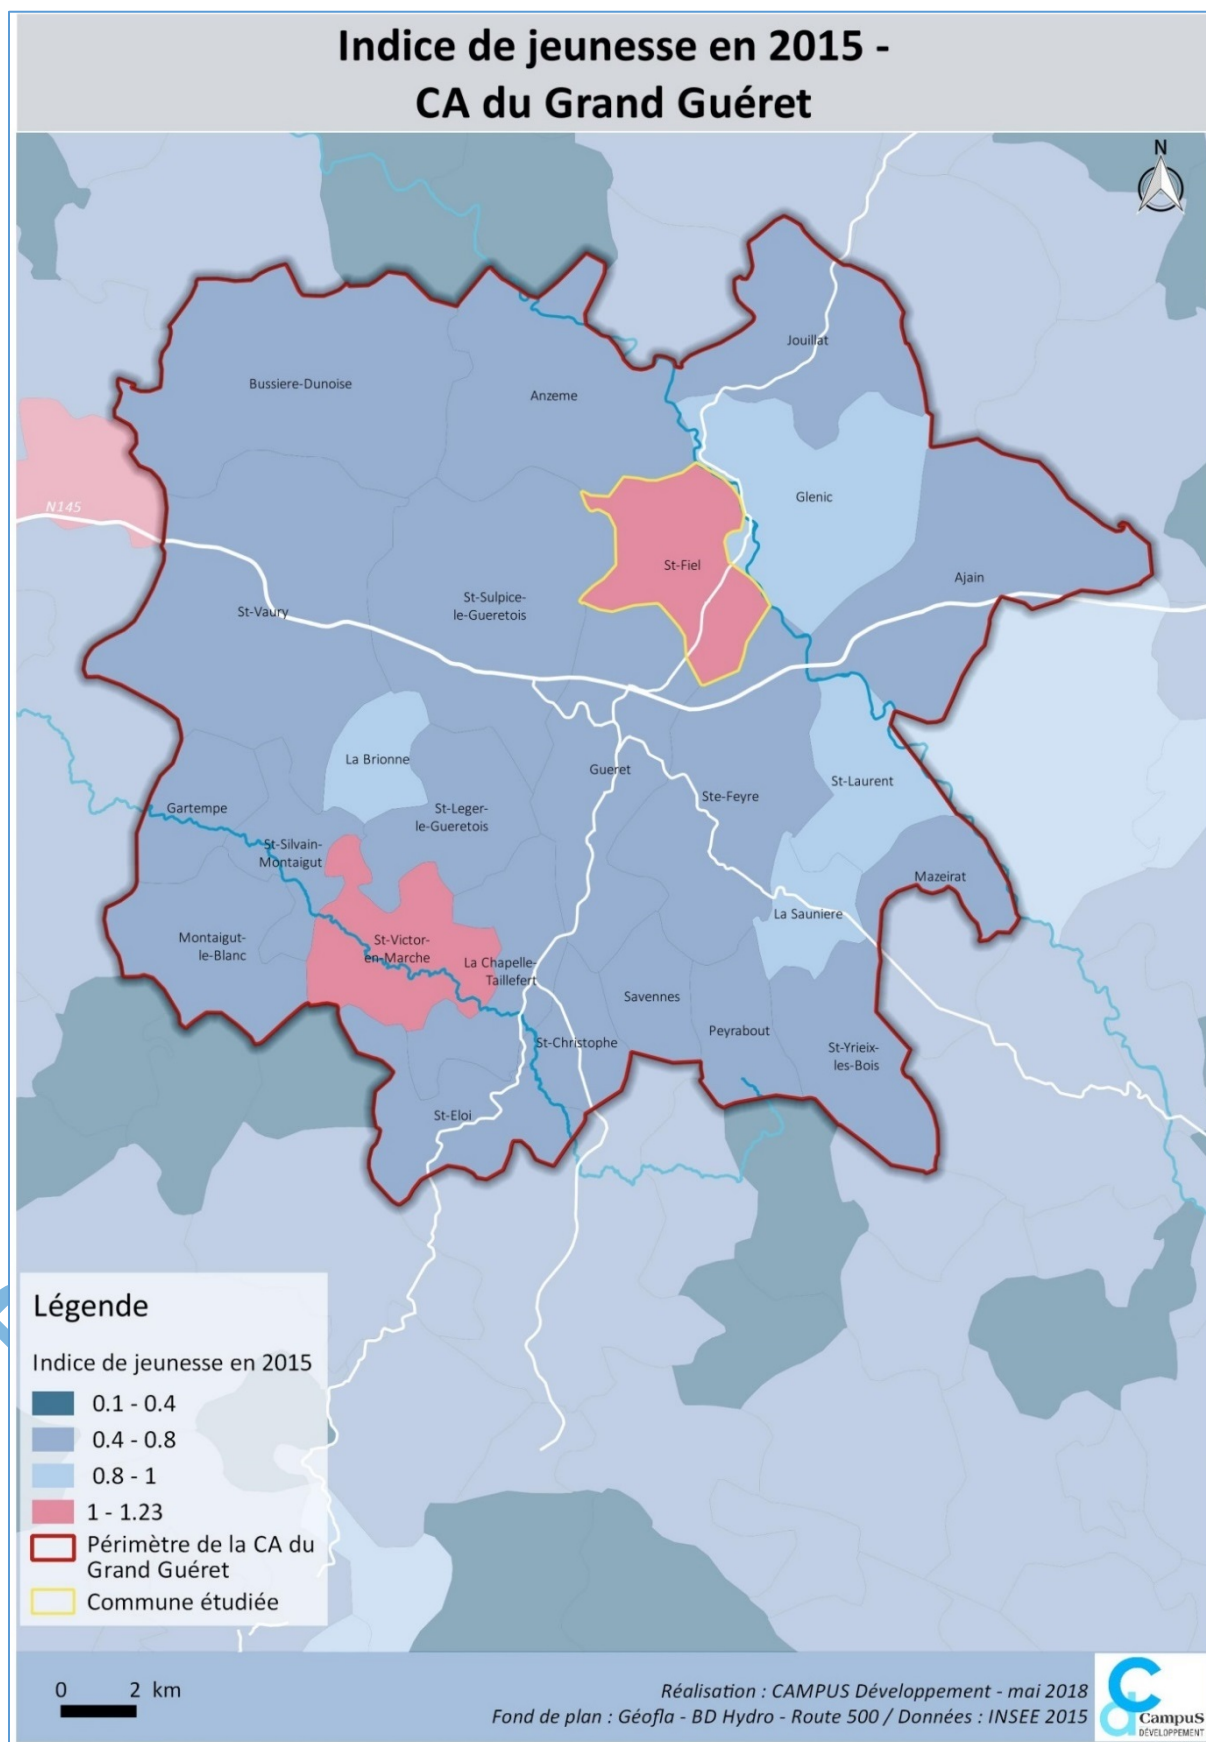 Indice de jeunesse en 2015 -
CA du Grand Guéret
N
Jouillat
Bussiere-Dunoise
Anzeme
Glenic
N145
St-Fiel
Ajain
St-Sulpice-
le-Gueretois
St-Vaury
La Brionne
Gueret
St-Laurent
Ste-Feyre
Gartempe
St-Leger-
le-Gueretois
St-Silvain-
Montaigut
Mazeirat
La Sauniere
Montaigut-
le-Blanc
St-Victor-
en-Marche
La Chapelle-
Taillefert
Savennes
Peyrabout
St-Christophe
St-Yrieix-
les-Bois
St-Eloi
Légende
Indice de jeunesse en 2015
0.1 - 0.4
0.4 - 0.8
0.8 - 1
1 - 1.23
Périmètre de la CA du
Grand Guéret
Commune étudiée
0 2 km
Réalisation : CAMPUS Développement - mai 2018
Fond de plan : Géofla - BD Hydro - Route 500 / Données : INSEE 2015
CampuS
DÉVELOPPEMENT